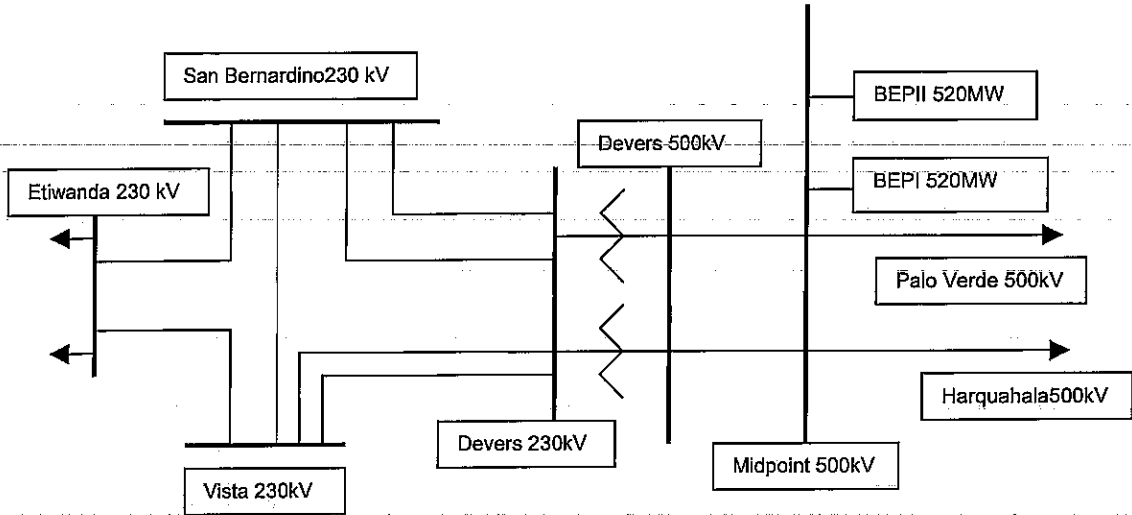 San Bernardino230 kV
BEPII 520MW
Devers 500kV
Etiwanda 230 kV
BEPI 520MW
Palo Verde 500kV
Harquahala500kV
Devers 230kV
Midpoint 500kV
Vista 230kV